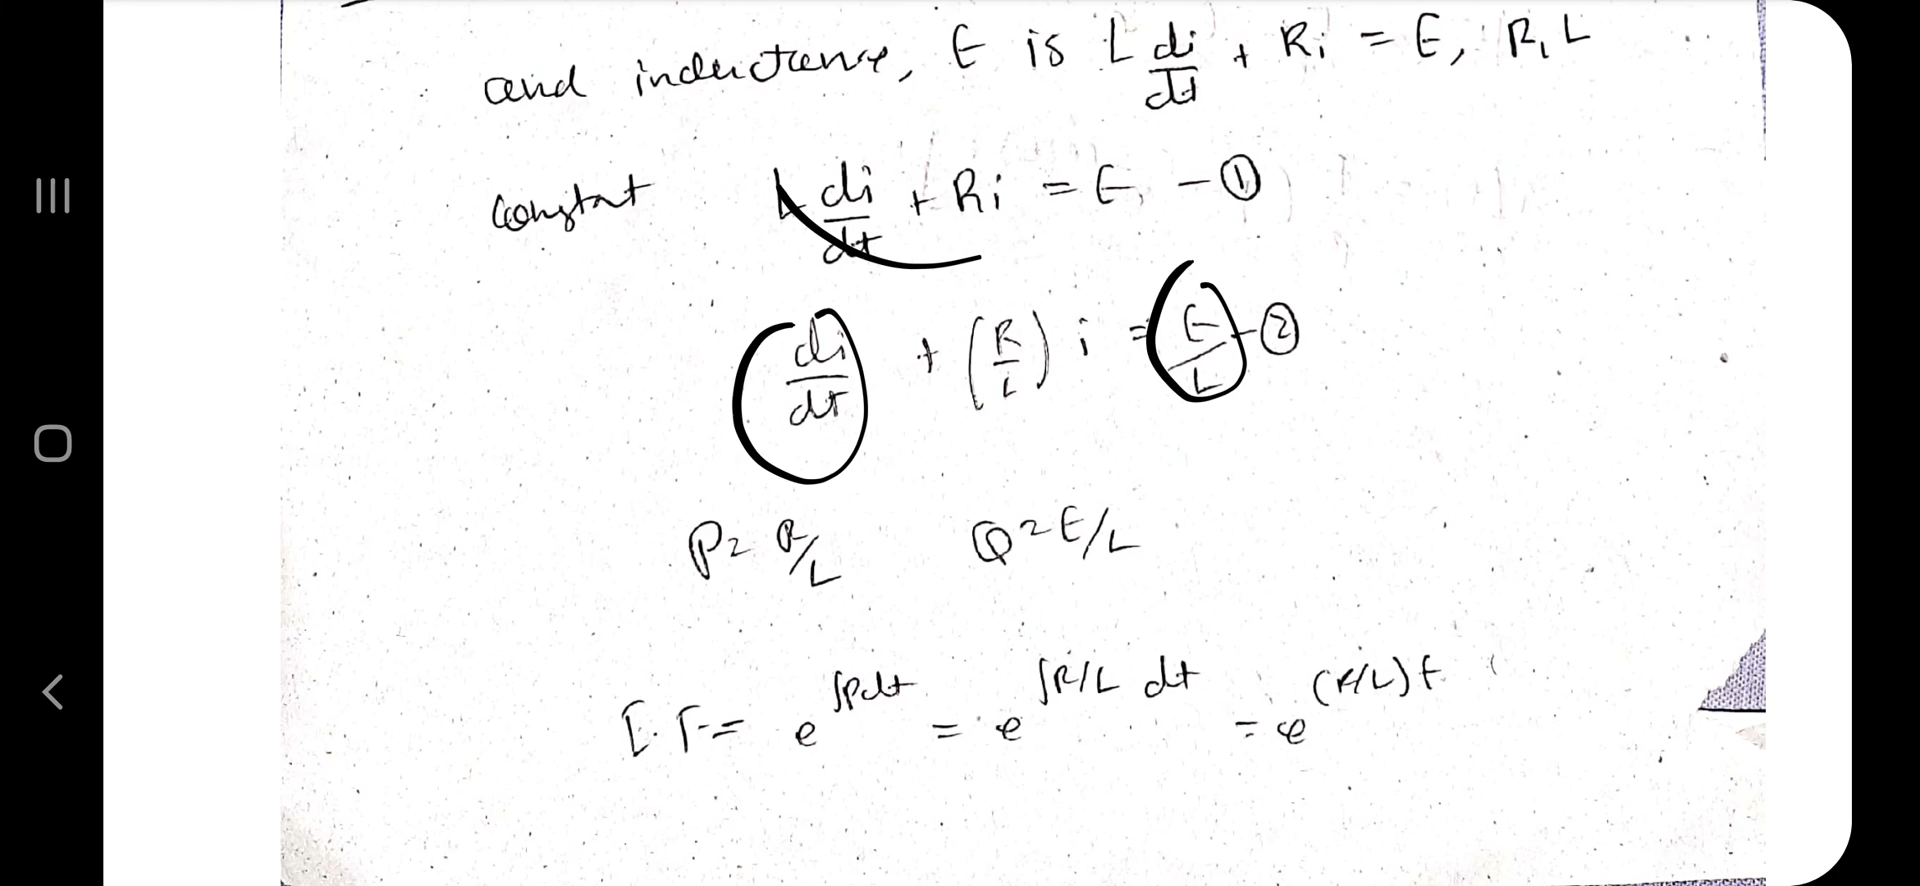 and inductance, E is L di/dt + Ri = E, R, L
constant L di/dt + Ri = E, - ①
di/dt + (R/L) i = E/L - ②
P = R/L Q = E/L
I.F = e^∫Pdt = e^∫R/L dt = e^(R/L)t